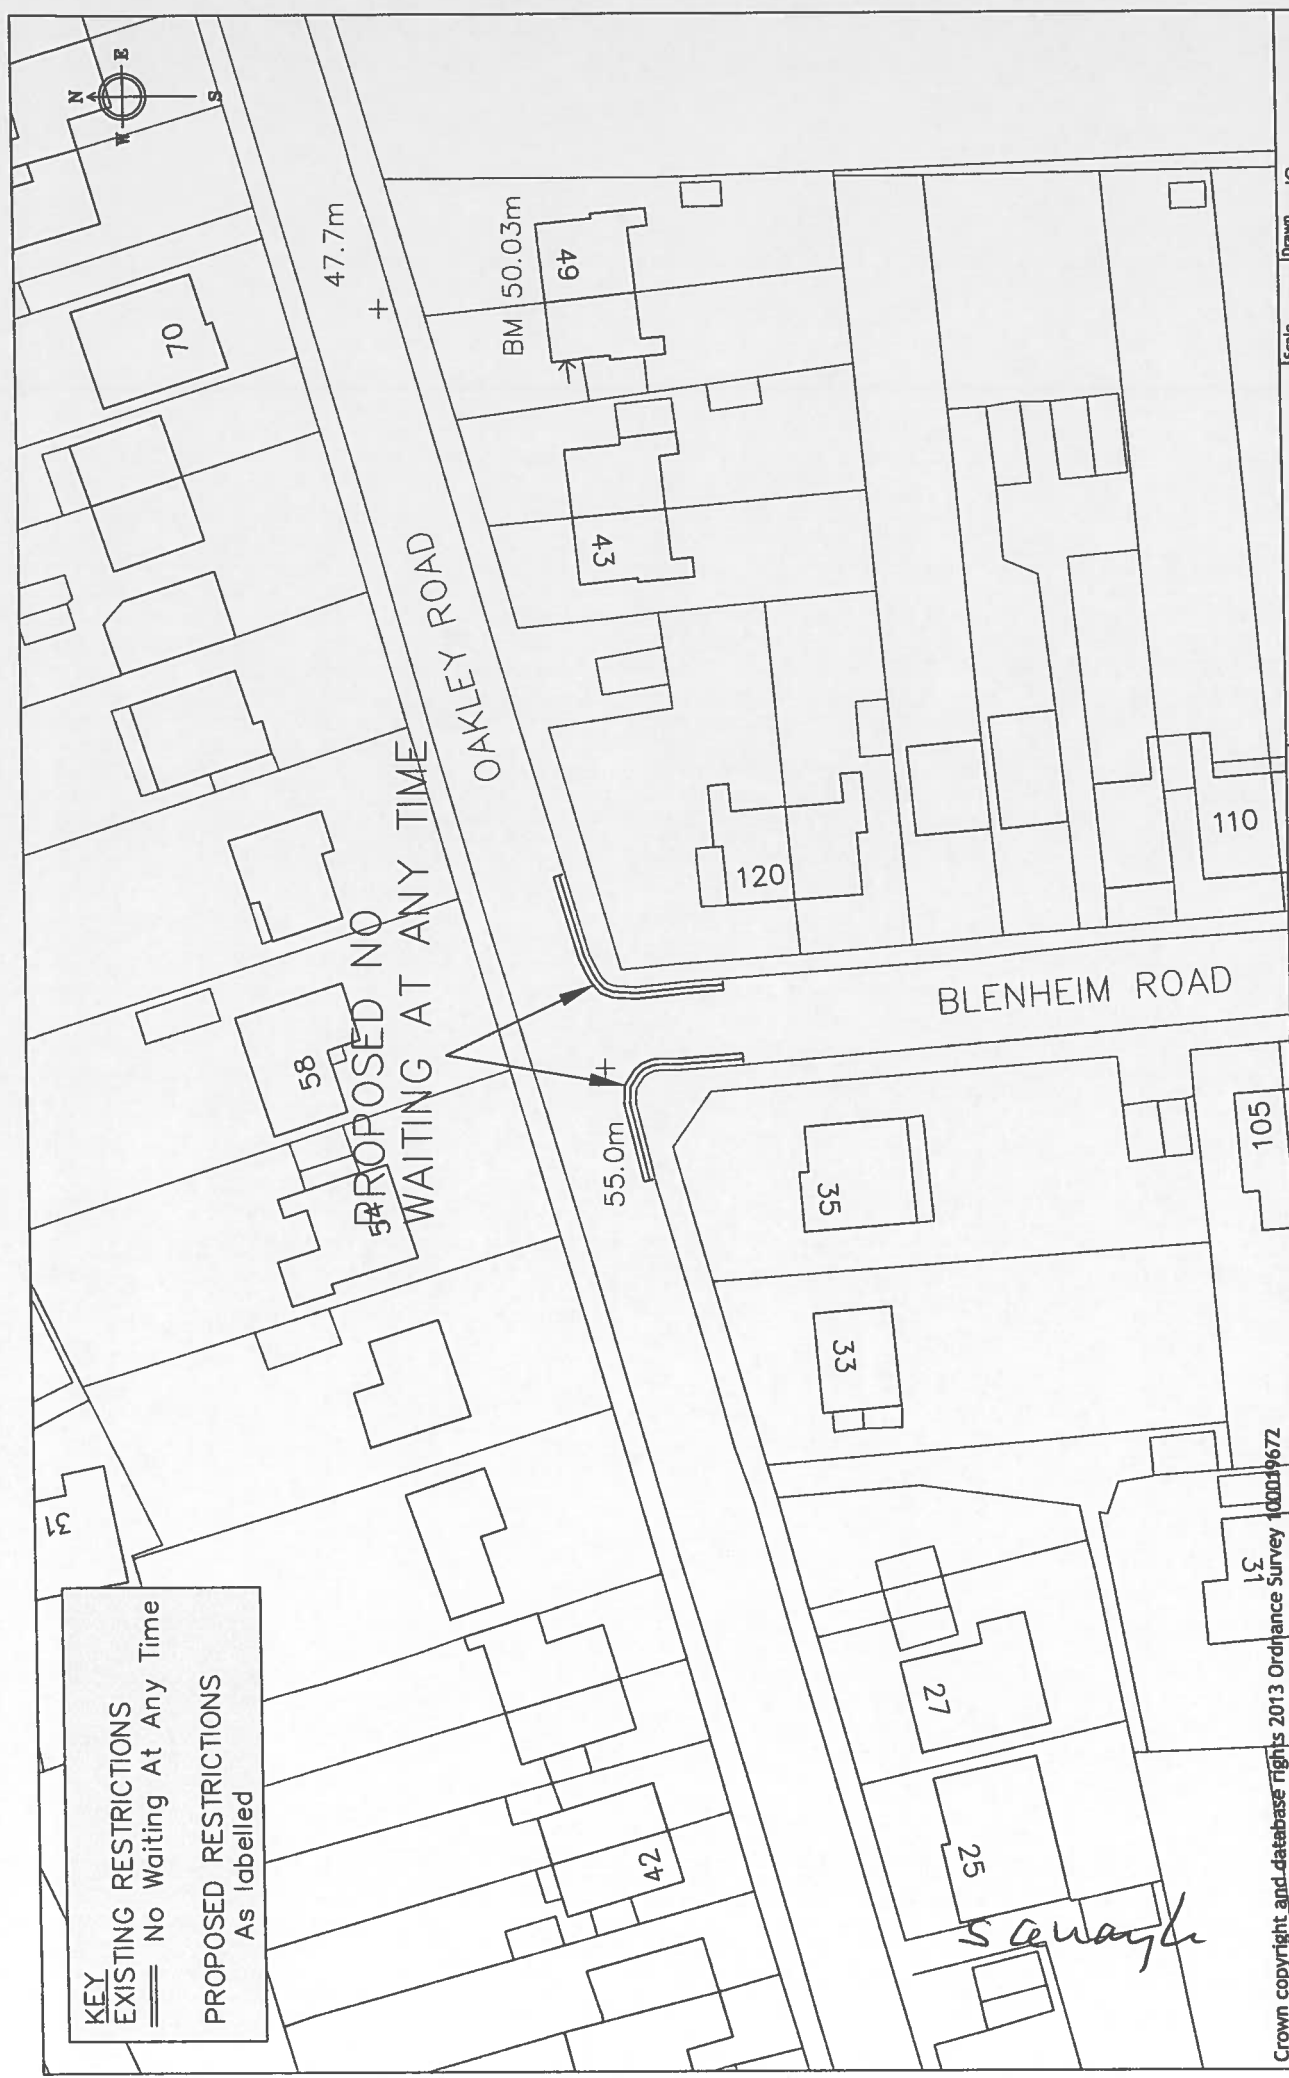 KEY
EXISTING RESTRICTIONS
No Waiting At Any Time
PROPOSED RESTRICTIONS
As labelled
N
E
S
W
31
70
47.7m
BM 50.03m
49
43
OAKLEY ROAD
PROPOSED NO
WAITING AT ANY TIME
58
54
55.0m
120
110
BLENHEIM ROAD
105
35
33
31
27
25
42
Crown copyright and database rights 2013 Ordnance Survey 100019672
Scale
Drawn